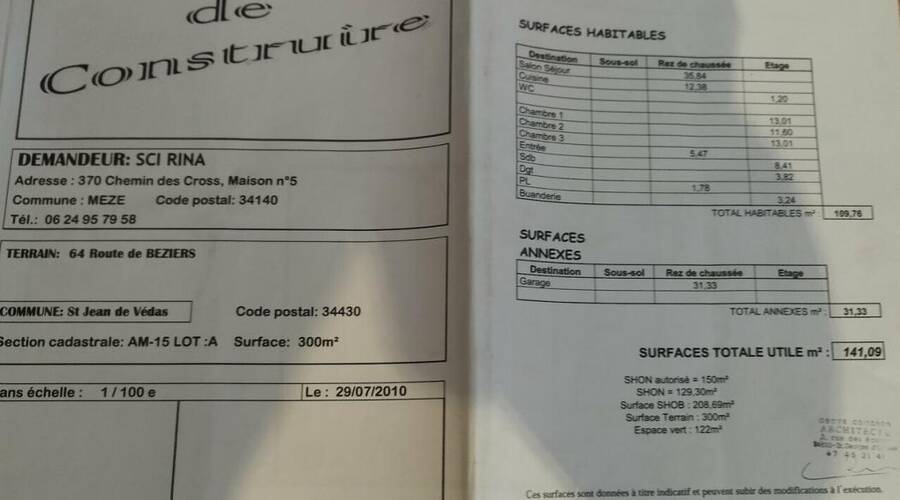 de
Construire
DEMANDEUR: SCI RINA
Adresse : 370 Chemin des Cross, Maison n°5
Commune : MEZE Code postal: 34140
Tél.: 06 24 95 79 58
TERRAIN: 64 Route de BEZIERS
COMMUNE: St Jean de Védas Code postal: 34430
Section cadastrale: AM-15 LOT :A Surface: 300m²
ans échelle : 1 / 100 e Le : 29/07/2010
SURFACES HABITABLES
Destination Sous-sol Rez de chaussée Etage
Salon Séjour 35,84
Cuisine 12,38
WC 1,20
Chambre 1 13,01
Chambre 2 11,60
Chambre 3 13,01
Entrée 5,47
Sdb 8,41
Dgt 3,82
PL 1,78
Buanderie 3,24
TOTAL HABITABLES m² : 109,76
SURFACES
ANNEXES
Destination Sous-sol Rez de chaussée Etage
Garage 31,33
TOTAL ANNEXES m² : 31,33
SURFACES TOTALE UTILE m² : 141,09
SHON autorisé = 150m²
SHON = 129,30m²
Surface SHOB : 208,69m²
Surface Terrain : 300m²
Espace vert : 122m²
ARCHITECT
Ces surfaces sont données à titre indicatif et peuvent subir des modifications à l'exécution.